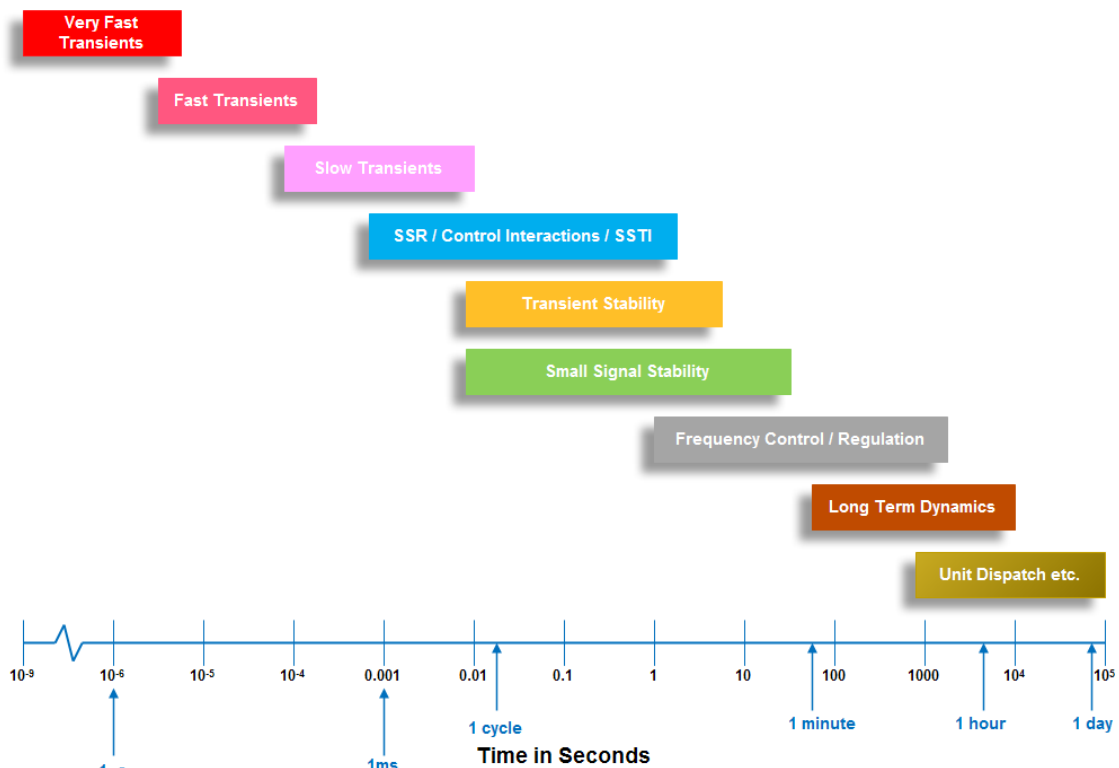 Very Fast
Transients
Fast Transients
Slow Transients
SSR / Control Interactions / SSTI
Transient Stability
Small Signal Stability
Frequency Control / Regulation
Long Term Dynamics
Unit Dispatch etc.
10⁻⁹ 10⁻⁶ 10⁻⁵ 10⁻⁴ 0.001 0.01 0.1 1 10 100 1000 10⁴ 10⁵
1 cycle 1 minute 1 hour 1 day
1ms
Time in Seconds